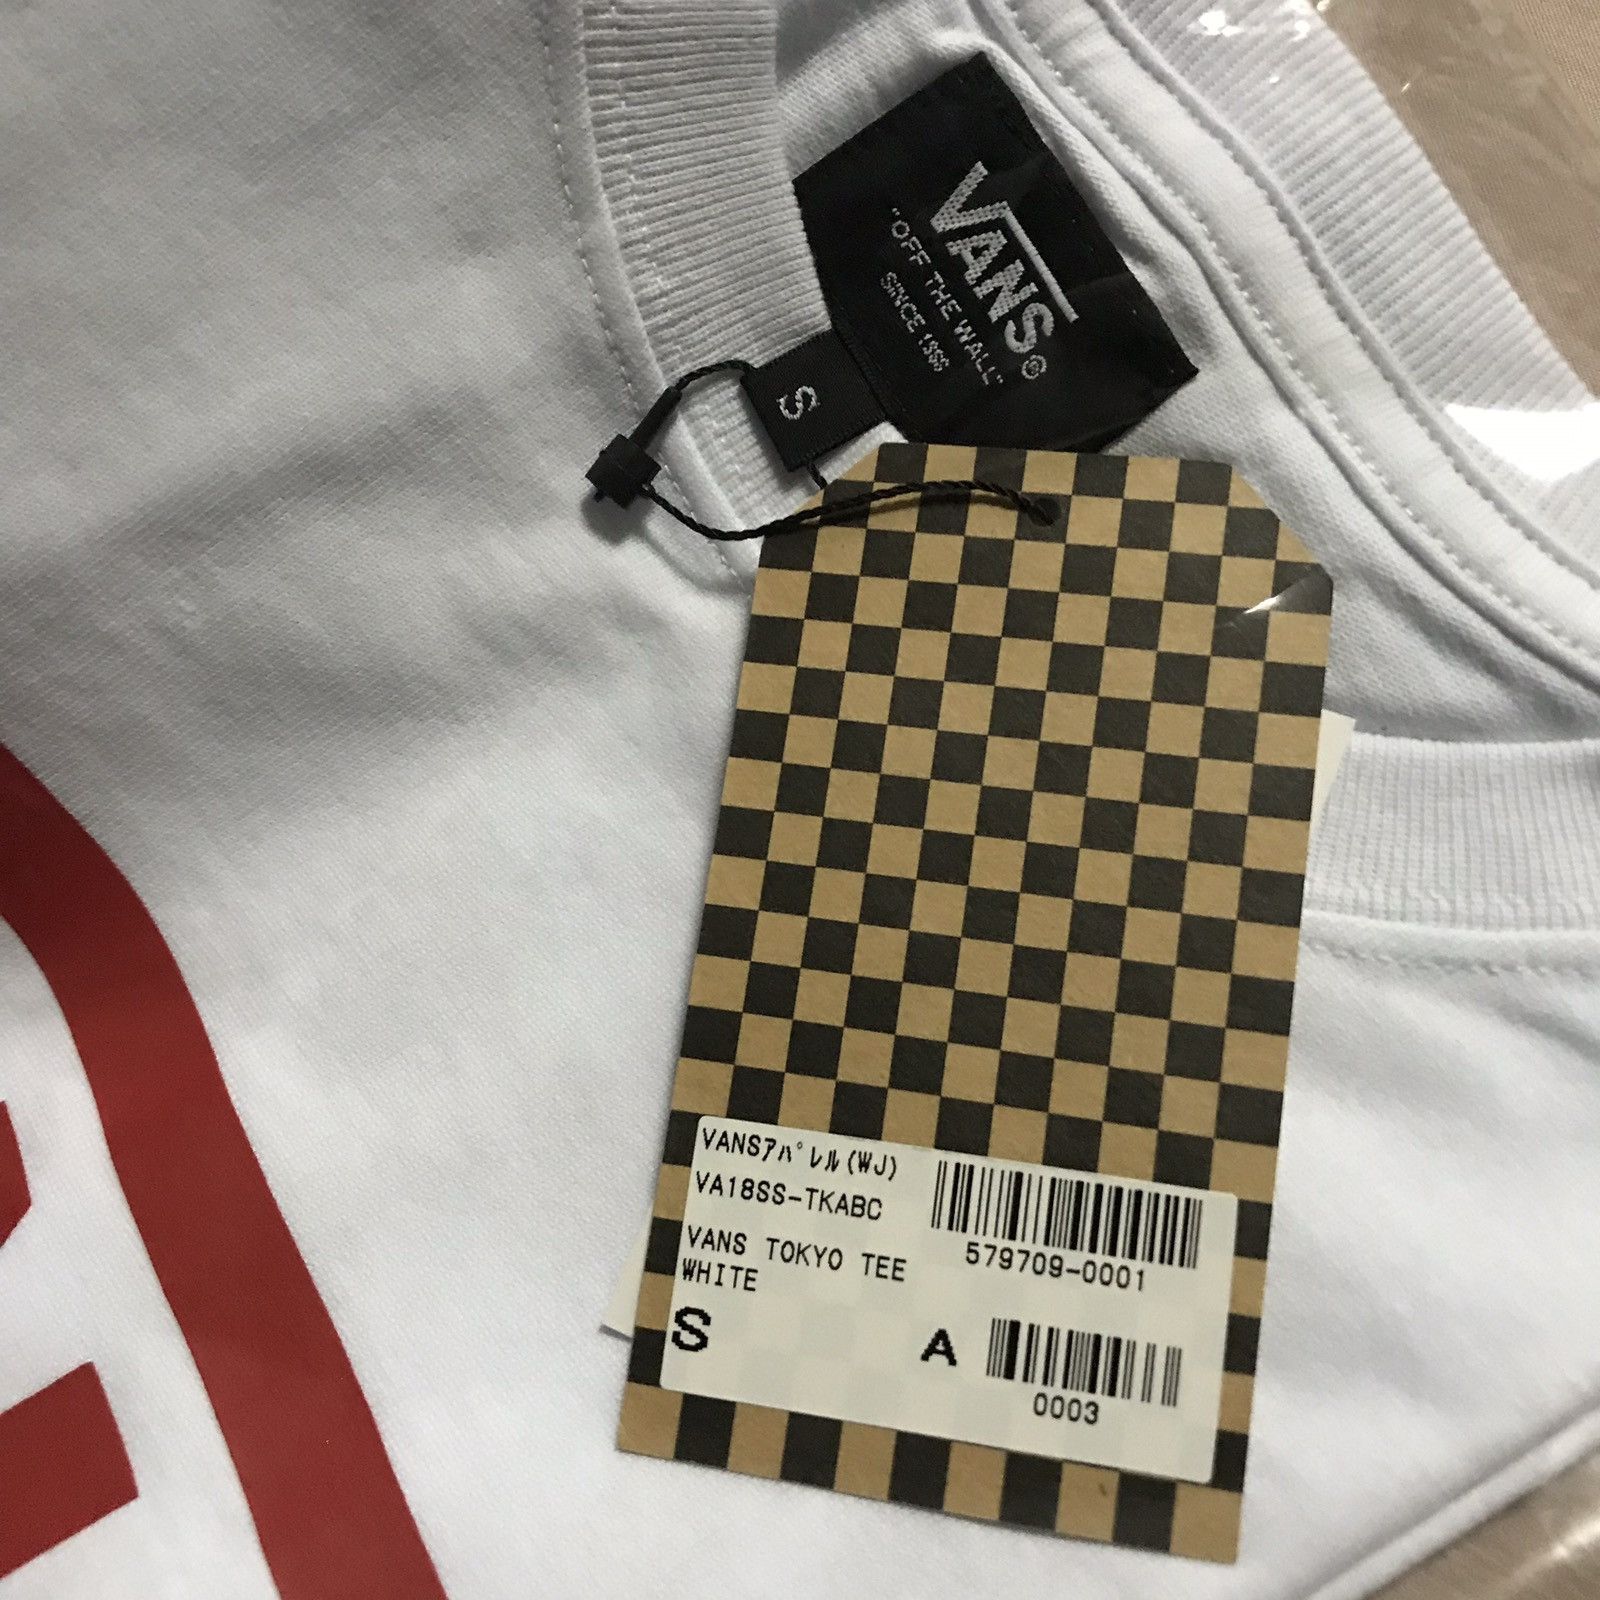 VANS®
"OFF THE WALL"
SINCE 1966
S
VANSｱﾊﾟﾚﾙ(WJ)
VA18SS-TKABC
579709-0001
VANS TOKYO TEE
WHITE
S
A
0003